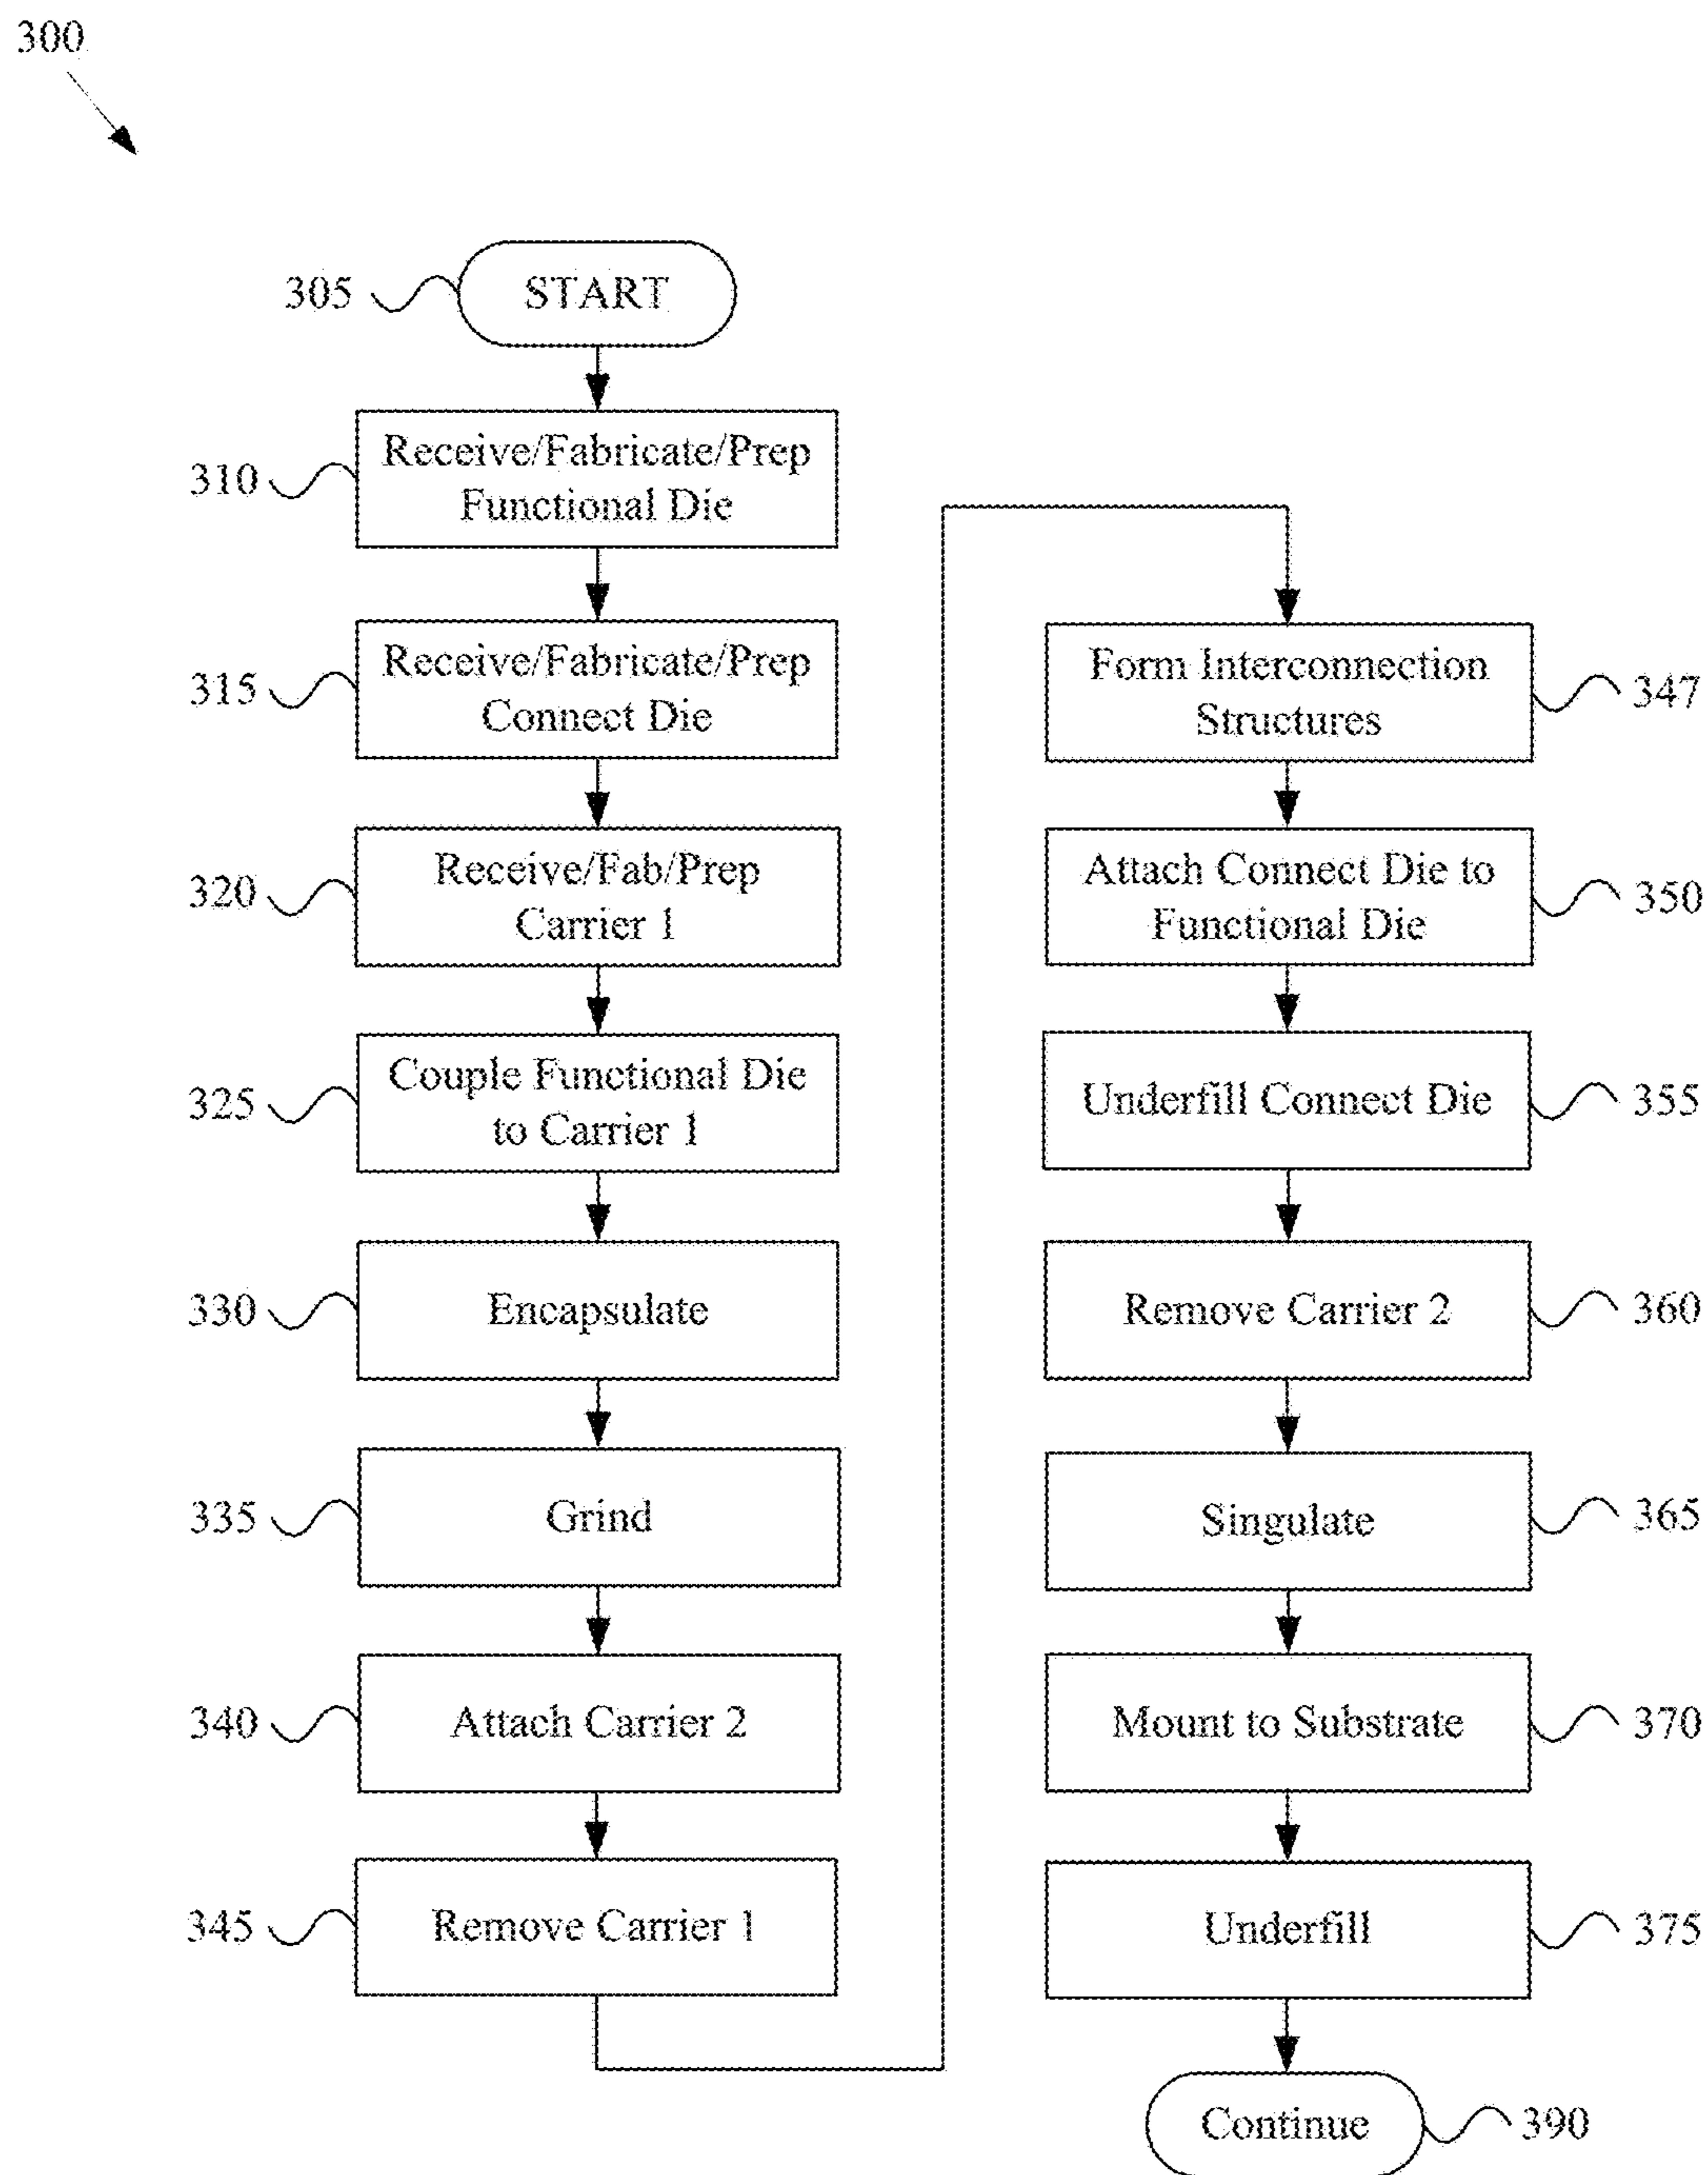 300
305
START
310
Receive/Fabricate/Prep
Functional Die
315
Receive/Fabricate/Prep
Connect Die
320
Receive/Fab/Prep
Carrier 1
325
Couple Functional Die
to Carrier 1
330
Encapsulate
335
Grind
340
Attach Carrier 2
345
Remove Carrier 1
Form Interconnection
Structures
347
Attach Connect Die to
Functional Die
350
Underfill Connect Die
355
Remove Carrier 2
360
Singulate
365
Mount to Substrate
370
Underfill
375
Continue
390